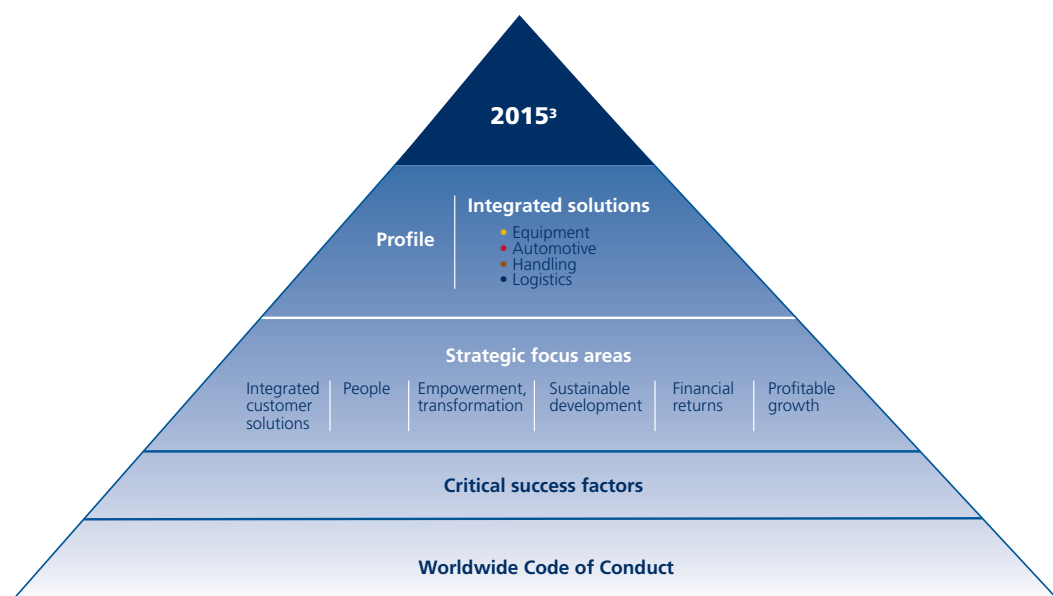 2015³
Profile
Integrated solutions
• Equipment
• Automotive
• Handling
• Logistics
Strategic focus areas
Integrated
customer
solutions
People
Empowerment,
transformation
Sustainable
development
Financial
returns
Profitable
growth
Critical success factors
Worldwide Code of Conduct